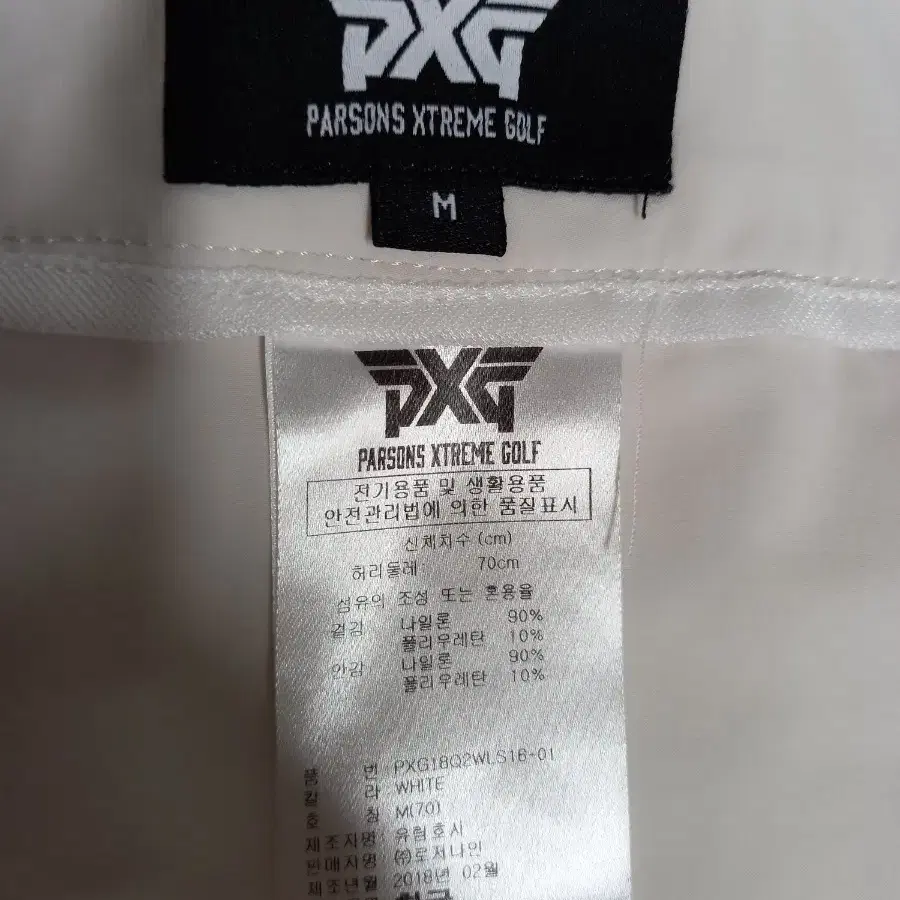 PXG
PARSONS XTREME GOLF
M
PXG
PARSONS XTREME GOLF
전기용품 및 생활용품
안전관리법에 의한 품질표시
신체치수 (cm)
허리둘레 70cm
섬유의 조성 또는 혼용율
겉감 나일론 90%
폴리우레탄 10%
안감 나일론 90%
폴리우레탄 10%
품 번 PXG18Q2WLS16-01
칼 라 WHITE
호 칭 M(70)
제조자명 유림호시
판매자명 ㈜로저나인
제조년월 2018년 02월